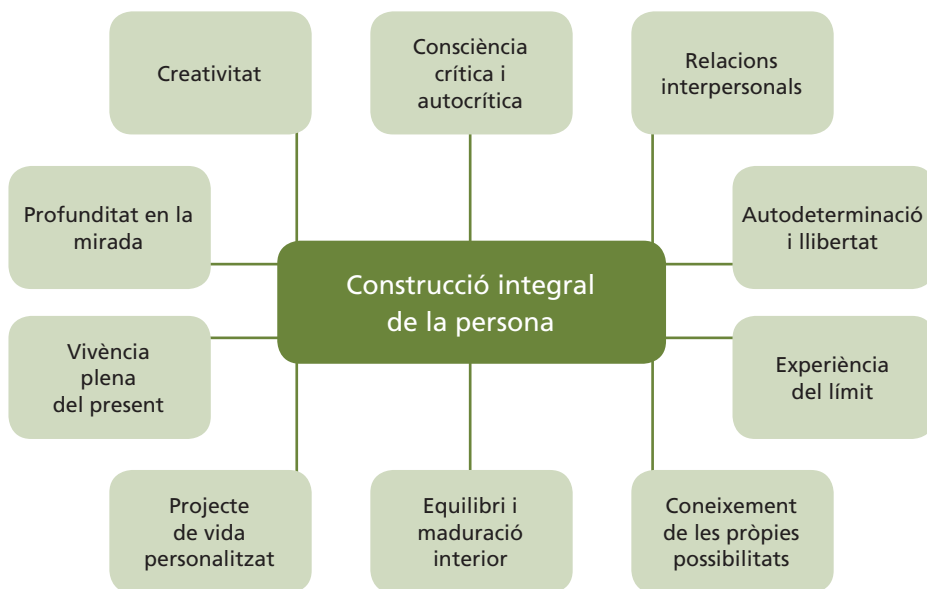 Creativitat
Consciència
crítica i
autocrítica
Relacions
interpersonals
Profunditat en la
mirada
Autodeterminació
i llibertat
Construcció integral
de la persona
Vivència
plena
del present
Experiència
del límit
Projecte
de vida
personalitzat
Equilibri i
maduració
interior
Coneixement
de les pròpies
possibilitats